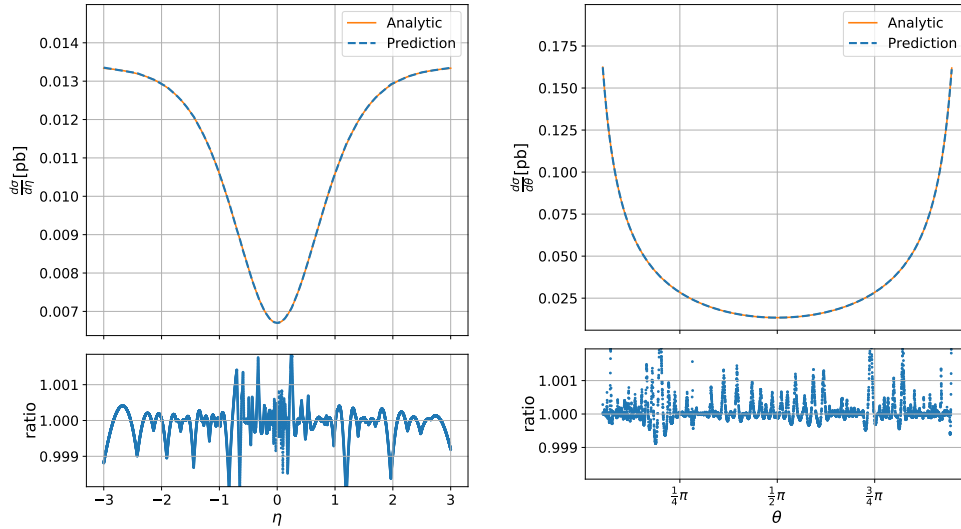 0.014
0.013
0.012
0.011
0.010
0.009
0.008
0.007
dσ/dη [pb]
Analytic
Prediction
1.001
1.000
0.999
ratio
−3 −2 −1 0 1 2 3
η
0.175
0.150
0.125
0.100
0.075
0.050
0.025
dσ/dθ [pb]
Analytic
Prediction
1.001
1.000
0.999
ratio
1/4 π 1/2 π 3/4 π
θ